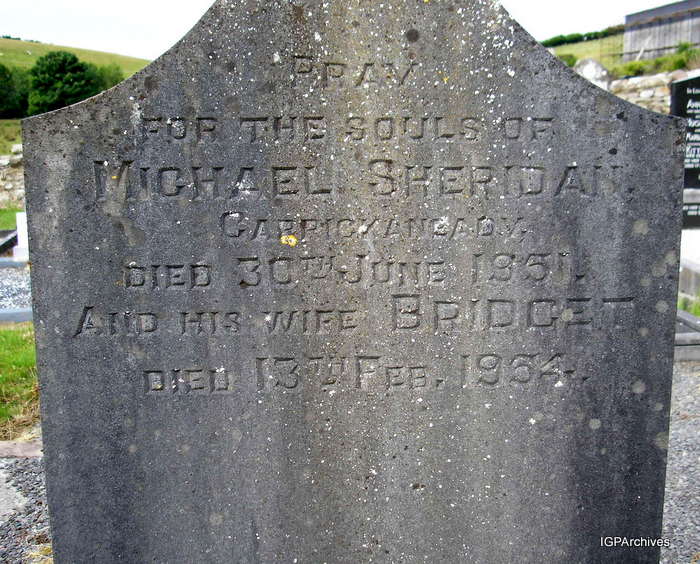 Pray
for the souls of
Michael Sheridan.
Carrickaneady.
died 30th June 1951.
And his wife Bridget
died 13th Feb. 1954.
IGPArchives